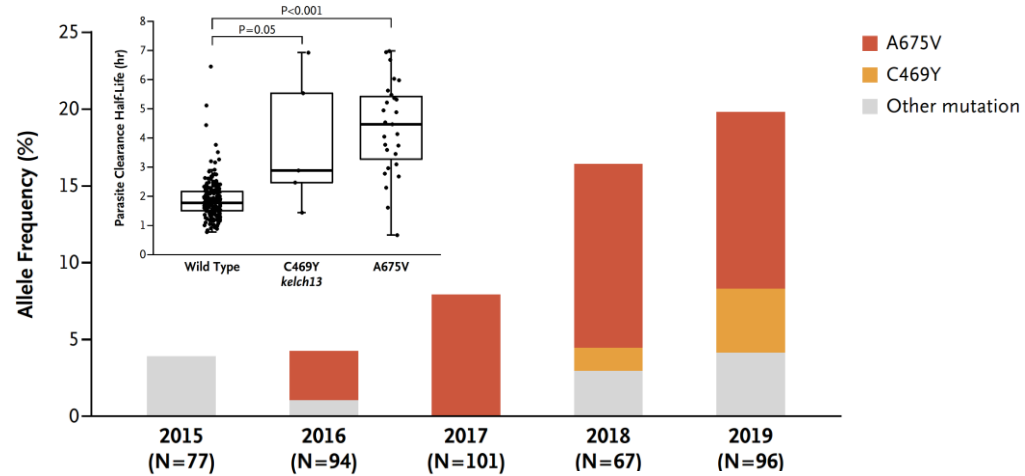 25
20
15
10
5
0
Allele Frequency (%)
P<0.001
P=0.05
8
7
6
5
4
3
2
1
0
Parasite Clearance Half-Life (hr)
Wild Type
C469Y
A675V
kelch13
A675V
C469Y
Other mutation
2015
(N=77)
2016
(N=94)
2017
(N=101)
2018
(N=67)
2019
(N=96)